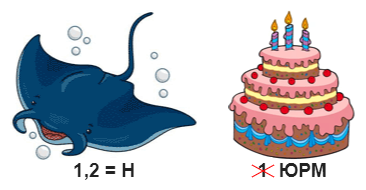 1,2 = Н
1 ЮРМ